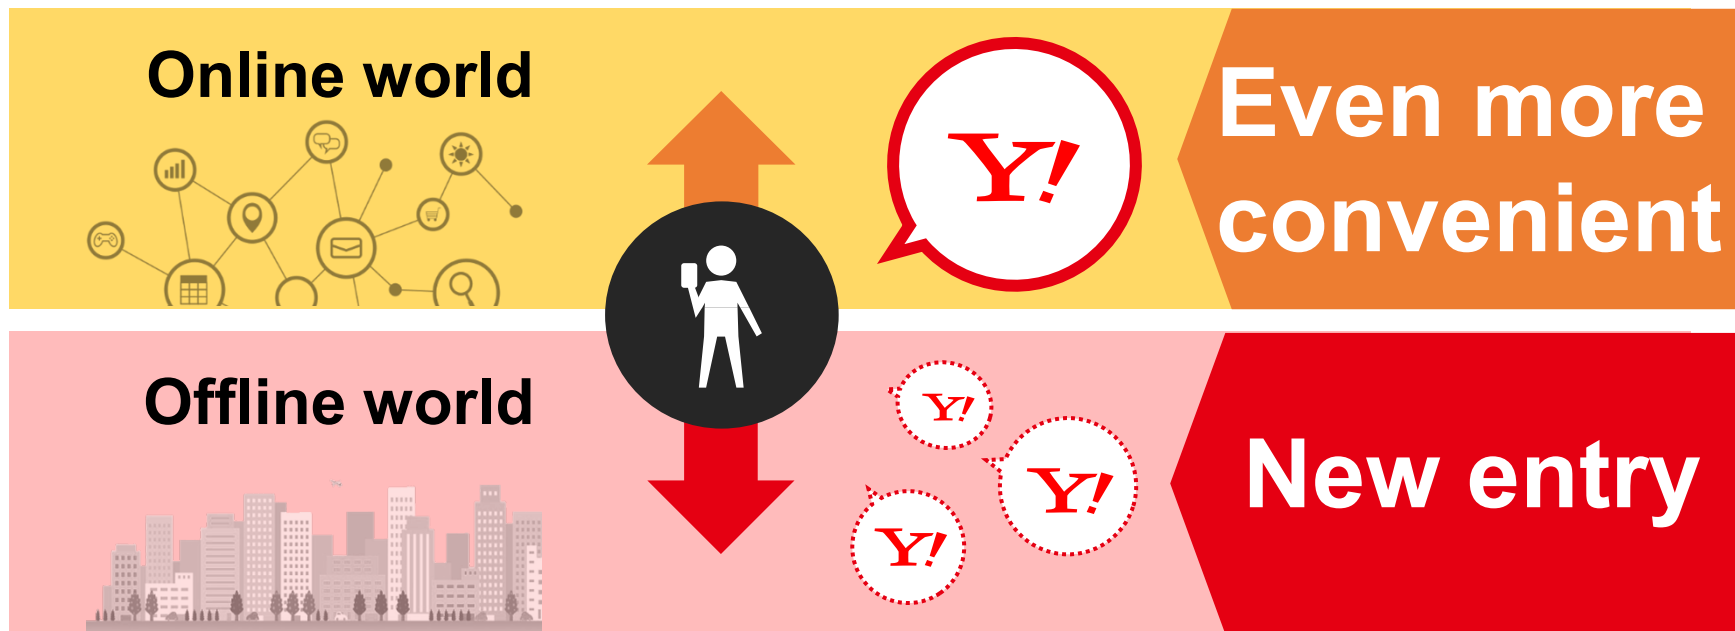 Online world
Y!
Even more
convenient
Offline world
Y!
Y!
Y!
New entry